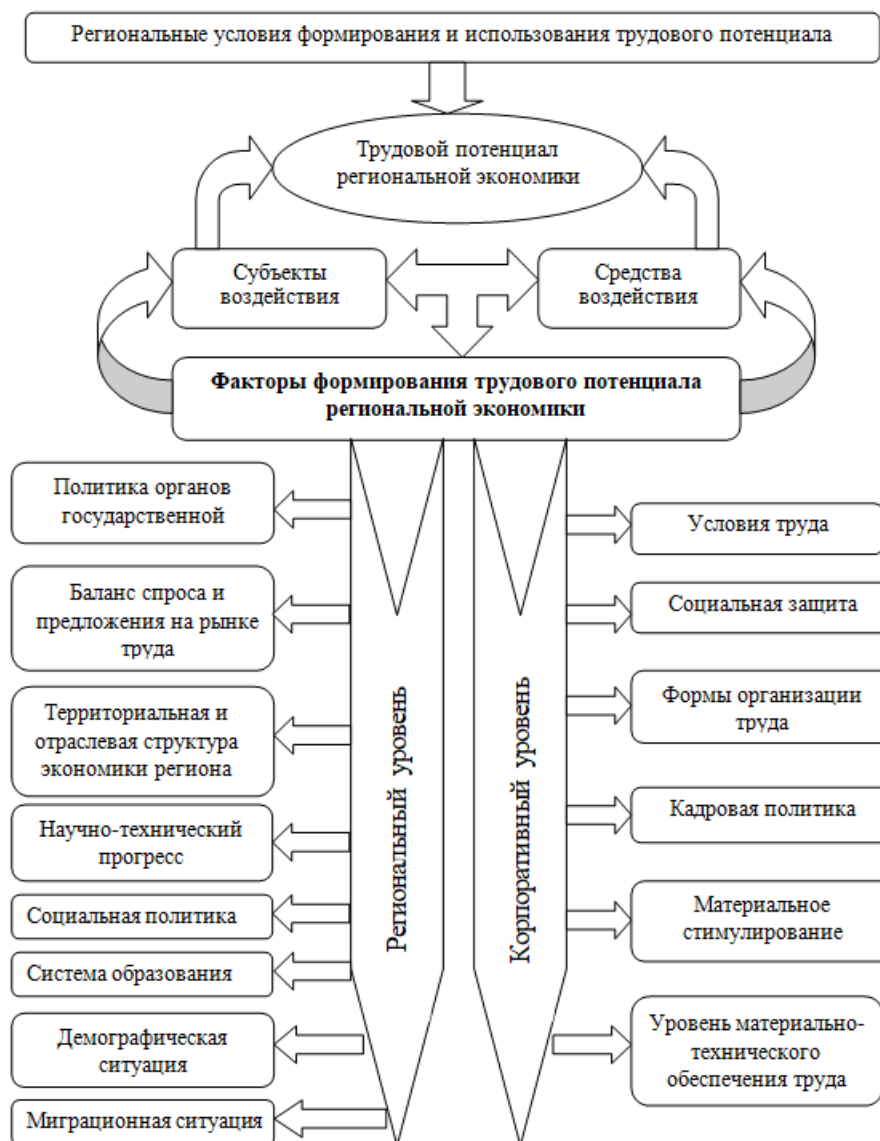 Региональные условия формирования и использования трудового потенциала
Трудовой потенциал
региональной экономики
Субъекты
воздействия
Средства
воздействия
Факторы формирования трудового потенциала
региональной экономики
Региональный уровень
Политика органов
государственной
Баланс спроса и
предложения на рынке
труда
Территориальная и
отраслевая структура
экономики региона
Научно-технический
прогресс
Социальная политика
Система образования
Демографическая
ситуация
Миграционная ситуация
Корпоративный уровень
Условия труда
Социальная защита
Формы организации
труда
Кадровая политика
Материальное
стимулирование
Уровень материально-
технического
обеспечения труда